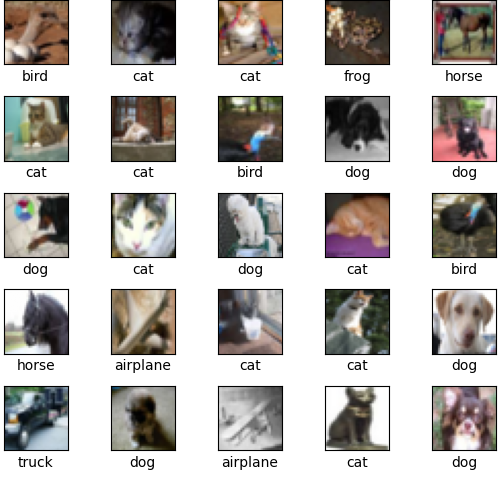 bird cat cat frog horse
cat cat bird dog dog
dog cat dog cat bird
horse airplane cat cat dog
truck dog airplane cat dog